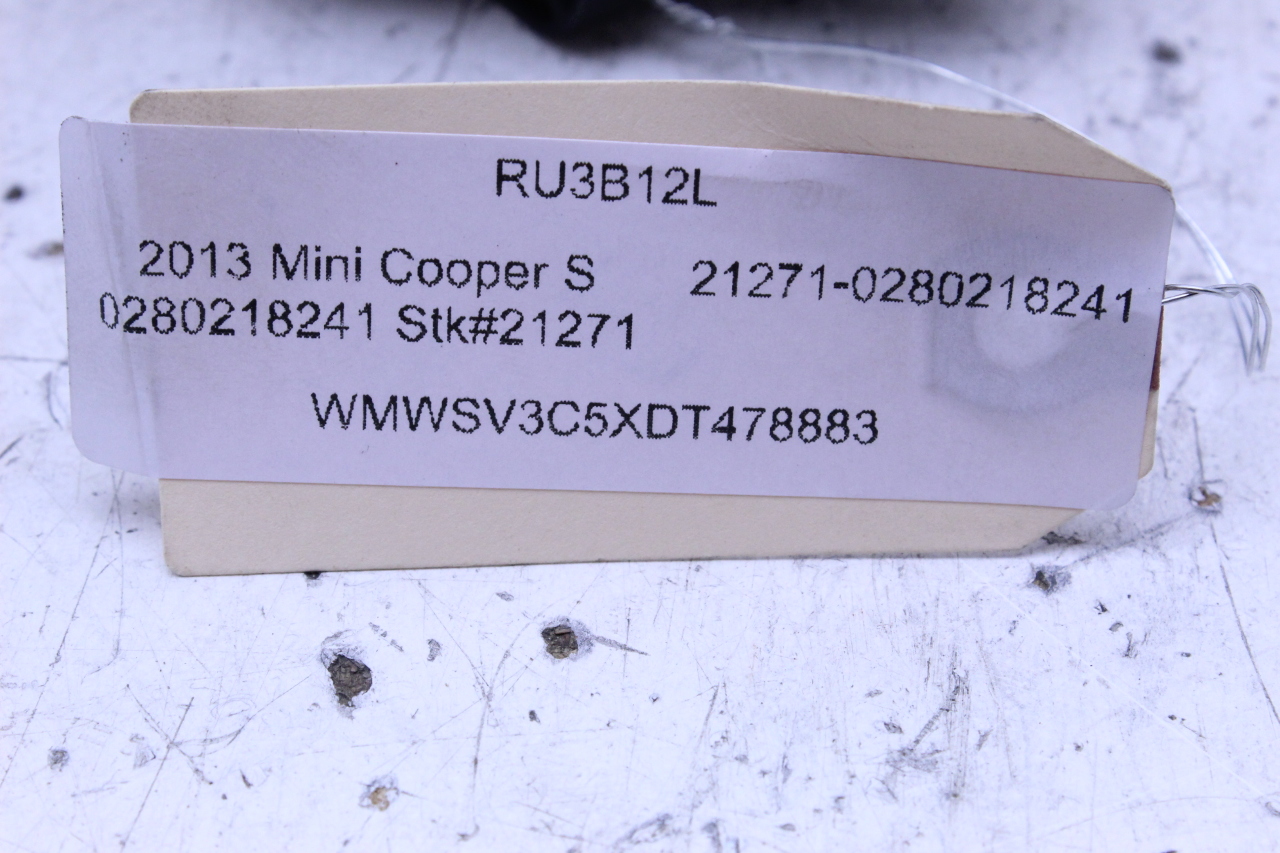 RU3B12L
2013 Mini Cooper S 21271-0280218241
0280218241 Stk#21271
WMWSV3C5XDT478883